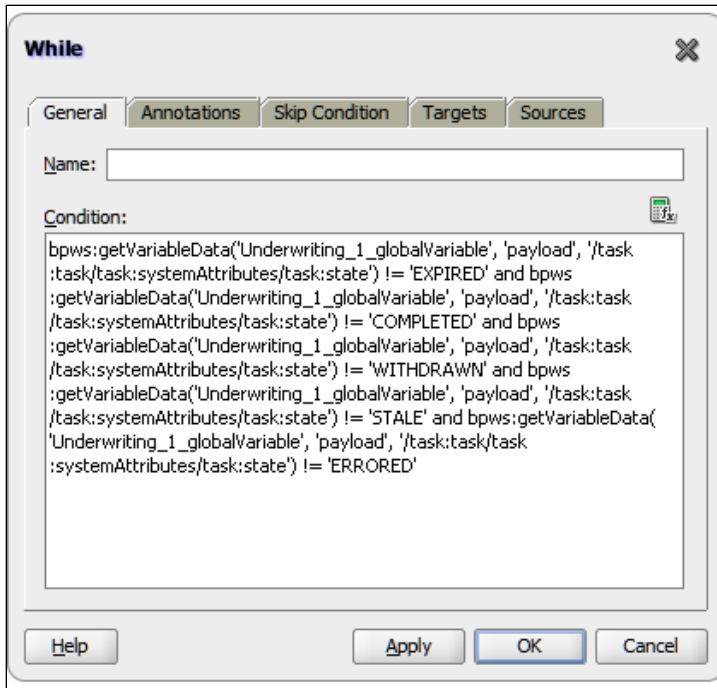 While
General
Annotations
Skip Condition
Targets
Sources
Name:
Condition:
bpws:getVariableData('Underwriting_1_globalVariable', 'payload', '/task
:task/task:systemAttributes/task:state') != 'EXPIRED' and bpws
:getVariableData('Underwriting_1_globalVariable', 'payload', '/task:task
/task:systemAttributes/task:state') != 'COMPLETED' and bpws
:getVariableData('Underwriting_1_globalVariable', 'payload', '/task:task
/task:systemAttributes/task:state') != 'WITHDRAWN' and bpws
:getVariableData('Underwriting_1_globalVariable', 'payload', '/task:task
/task:systemAttributes/task:state') != 'STALE' and bpws:getVariableData(
'Underwriting_1_globalVariable', 'payload', '/task:task/task
:systemAttributes/task:state') != 'ERRORED'
Help
Apply
OK
Cancel